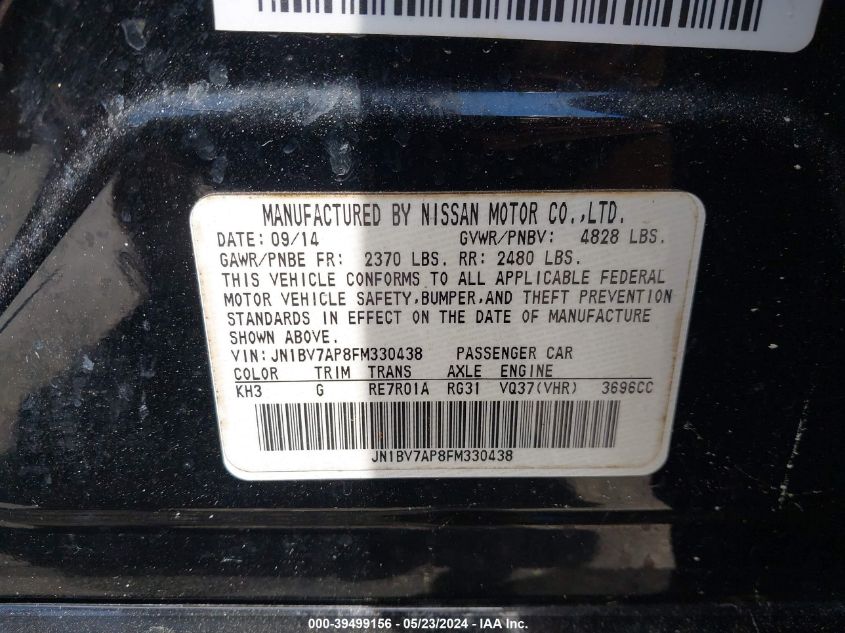 MANUFACTURED BY NISSAN MOTOR CO.,LTD.
DATE: 09/14 GVWR/PNBV: 4828 LBS.
GAWR/PNBE FR: 2370 LBS. RR: 2480 LBS.
THIS VEHICLE CONFORMS TO ALL APPLICABLE FEDERAL
MOTOR VEHICLE SAFETY,BUMPER,AND THEFT PREVENTION
STANDARDS IN EFFECT ON THE DATE OF MANUFACTURE
SHOWN ABOVE.
VIN: JN1BV7AP8FM330438 PASSENGER CAR
COLOR TRIM TRANS AXLE ENGINE
KH3 G RE7R01A RG31 VQ37(VHR) 3696CC
JN1BV7AP8FM330438
000-39499156 - 05/23/2024 - IAA Inc.